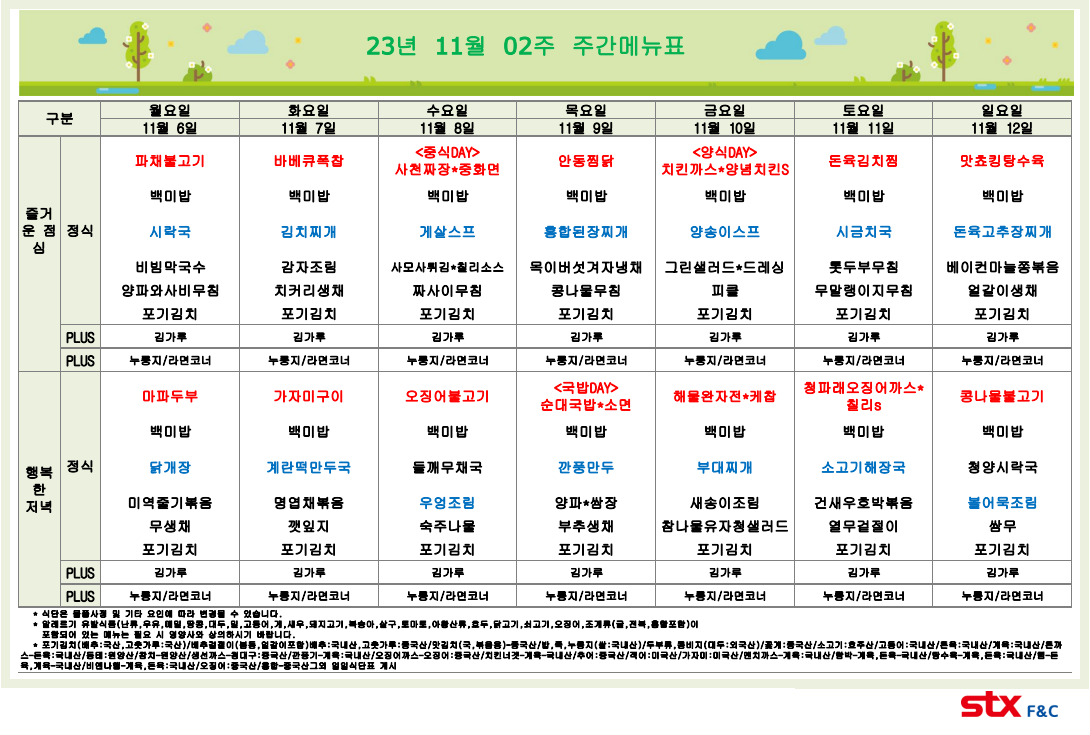 23년 11월 02주 주간메뉴표
구분 월요일 화요일 수요일 목요일 금요일 토요일 일요일
11월 6일 11월 7일 11월 8일 11월 9일 11월 10일 11월 11일 11월 12일
즐거운 점심
정식
파채불고기 바베큐폭찹 <중식DAY> 사천짜장*중화면 안동찜닭 <양식DAY> 치킨까스*양념치킨S 돈육김치찜 맛쵸킹탕수육
백미밥 백미밥 백미밥 백미밥 백미밥 백미밥 백미밥
시락국 김치찌개 게살스프 홍합된장찌개 양송이스프 시금치국 돈육고추장찌개
비빔막국수 감자조림 사모사튀김*칠리소스 목이버섯겨자냉채 그린샐러드*드레싱 톳두부무침 베이컨마늘쫑볶음
양파와사비무침 치커리생채 짜사이무침 콩나물무침 피클 무말랭이지무침 얼갈이생채
포기김치 포기김치 포기김치 포기김치 포기김치 포기김치 포기김치
PLUS 김가루 김가루 김가루 김가루 김가루 김가루 김가루
PLUS 누룽지/라면코너 누룽지/라면코너 누룽지/라면코너 누룽지/라면코너 누룽지/라면코너 누룽지/라면코너 누룽지/라면코너
행복한 저녁
정식
마파두부 가자미구이 오징어불고기 <국밥DAY> 순대국밥*소면 해물완자전*케찹 청파래오징어까스*칠리s 콩나물불고기
백미밥 백미밥 백미밥 백미밥 백미밥 백미밥 백미밥
닭개장 계란떡만두국 들깨무채국 깐풍만두 부대찌개 소고기해장국 청양시락국
미역줄기볶음 명엽채볶음 우엉조림 양파*쌈장 새송이조림 건새우호박볶음 볼어묵조림
무생채 깻잎지 숙주나물 부추생채 참나물유자청샐러드 열무겉절이 쌈무
포기김치 포기김치 포기김치 포기김치 포기김치 포기김치 포기김치
PLUS 김가루 김가루 김가루 김가루 김가루 김가루 김가루
PLUS 누룽지/라면코너 누룽지/라면코너 누룽지/라면코너 누룽지/라면코너 누룽지/라면코너 누룽지/라면코너 누룽지/라면코너
* 식단은 물품사정 및 기타 요인에 따라 변경될 수 있습니다.
* 알레르기 유발식품(난류,우유,메밀,땅콩,대두,밀,고등어,게,새우,돼지고기,복숭아,살구,토마토,아황산류,호두,닭고기,쇠고기,오징어,조개류(굴,전복,홍합포함)이
포함되어 있는 메뉴는 필요 시 영양사와 상의하시기 바랍니다.
* 포기김치(배추:국산,고춧가루:국산)/배추겉절이(봄동,얼갈이포함)배추:국내산,고춧가루:중국산/맛김치(국,볶음용)-중국산/밥,죽,누룽지(쌀:국내산)/두부류,콩비지(대두:외국산)/꽃게:중국산/소고기:호주산/고등어:국내산/돈육:국내산/계육:국내산/돈까
stx F&C